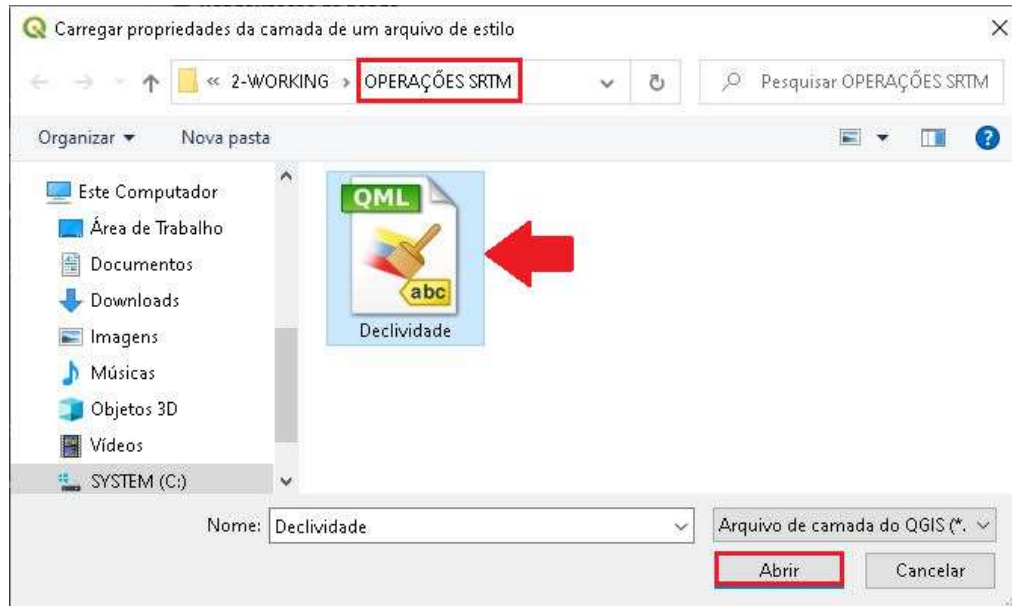 Carregar propriedades da camada de um arquivo de estilo
« 2-WORKING › OPERAÇÕES SRTM
Pesquisar OPERAÇÕES SRTM
Organizar
Nova pasta
Este Computador
Área de Trabalho
Documentos
Downloads
Imagens
Músicas
Objetos 3D
Vídeos
SYSTEM (C:)
QML
abc
Declividade
Nome: Declividade
Arquivo de camada do QGIS (*.
Abrir
Cancelar